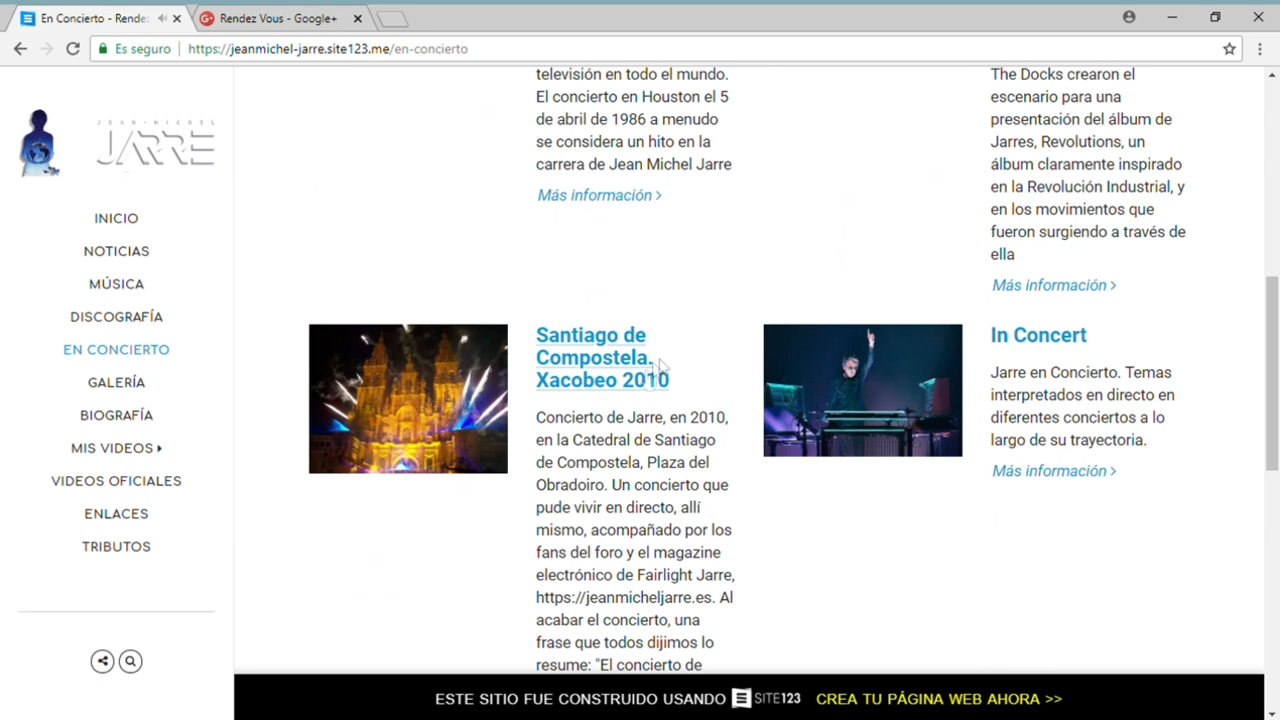 En Concierto - Rendez
Rendez Vous - Google+
Es seguro
https://jeanmichel-jarre.site123.me/en-concierto
JEAN-MICHEL
JARRE
INICIO
NOTICIAS
MÚSICA
DISCOGRAFÍA
EN CONCIERTO
GALERÍA
BIOGRAFÍA
MIS VIDEOS
VIDEOS OFICIALES
ENLACES
TRIBUTOS
televisión en todo el mundo.
El concierto en Houston el 5
de abril de 1986 a menudo
se considera un hito en la
carrera de Jean Michel Jarre
Más información >
The Docks crearon el
escenario para una
presentación del álbum de
Jarres, Revolutions, un
álbum claramente inspirado
en la Revolución Industrial, y
en los movimientos que
fueron surgiendo a través de
ella
Más información >
Santiago de
Compostela.
Xacobeo 2010
Concierto de Jarre, en 2010,
en la Catedral de Santiago
de Compostela, Plaza del
Obradoiro. Un concierto que
pude vivir en directo, allí
mismo, acompañado por los
fans del foro y el magazine
electrónico de Fairlight Jarre,
https://jeanmicheljarre.es. Al
acabar el concierto, una
frase que todos dijimos lo
resume: "El concierto de
In Concert
Jarre en Concierto. Temas
interpretados en directo en
diferentes conciertos a lo
largo de su trayectoria.
Más información >
ESTE SITIO FUE CONSTRUIDO USANDO SITE123 CREA TU PÁGINA WEB AHORA >>